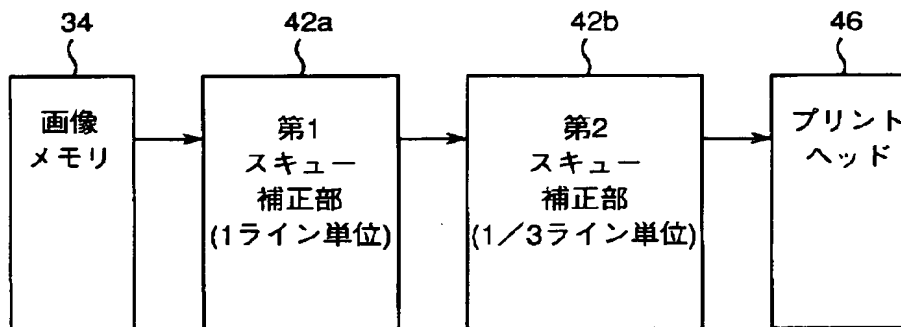 34
42a
42b
46
画像
メモリ
第1
スキュー
補正部
(1ライン単位)
第2
スキュー
補正部
(1／3ライン単位)
プリント
ヘッド